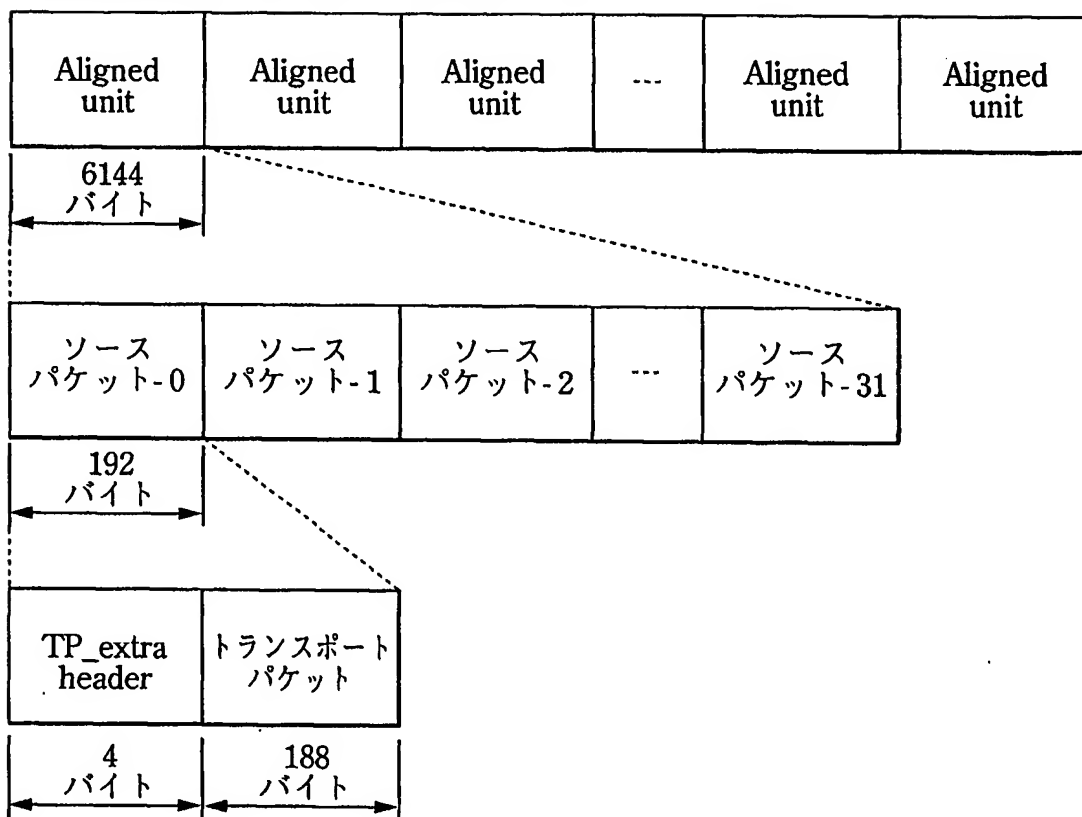 Aligned
unit
Aligned
unit
Aligned
unit
---
Aligned
unit
Aligned
unit
6144
バイト
ソース
パケット-0
ソース
パケット-1
ソース
パケット-2
---
ソース
パケット-31
192
バイト
TP_extra
header
トランスポート
パケット
4
バイト
188
バイト